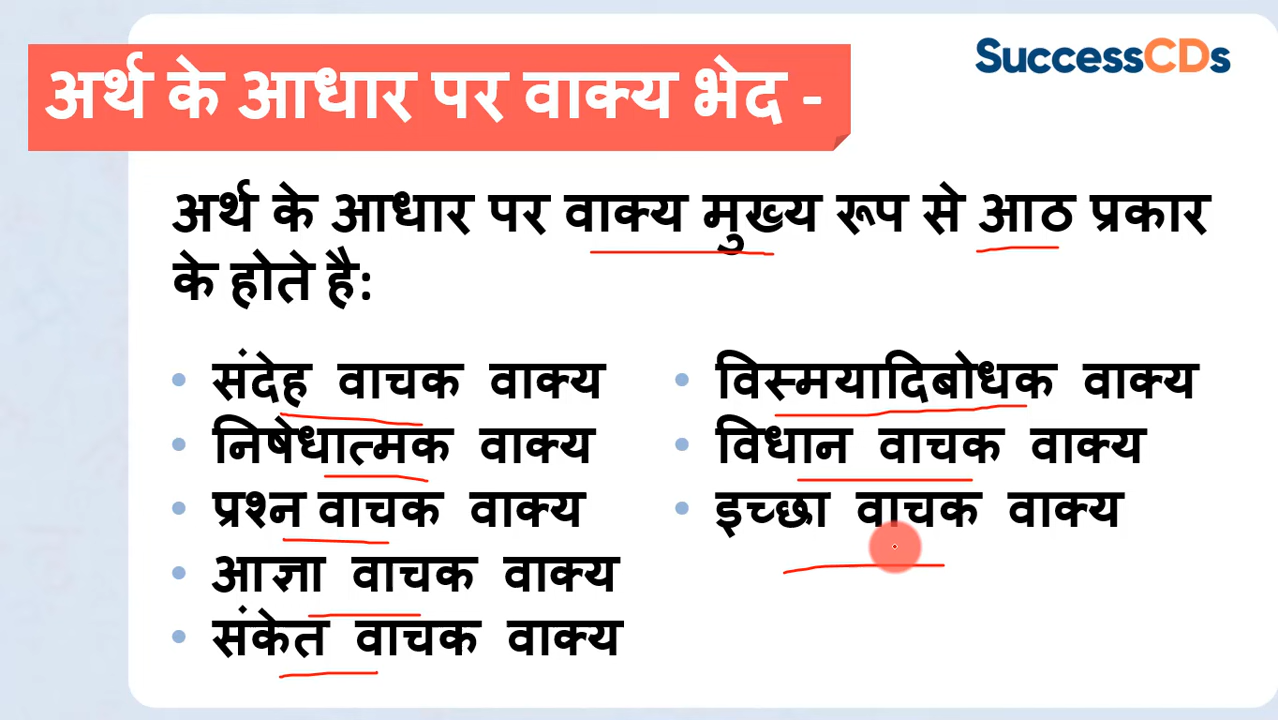 अर्थ के आधार पर वाक्य भेद -
SuccessCDs
अर्थ के आधार पर वाक्य मुख्य रूप से आठ प्रकार
के होते है:
• संदेह वाचक वाक्य
• निषेधात्मक वाक्य
• प्रश्न वाचक वाक्य
• आज्ञा वाचक वाक्य
• संकेत वाचक वाक्य
• विस्मयादिबोधक वाक्य
• विधान वाचक वाक्य
• इच्छा वाचक वाक्य